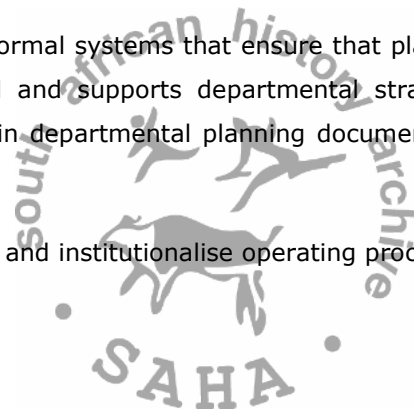 ormal systems that ensure that pla
and supports departmental stra
in departmental planning documen
and institutionalise operating proc
south african history archive
SAHA